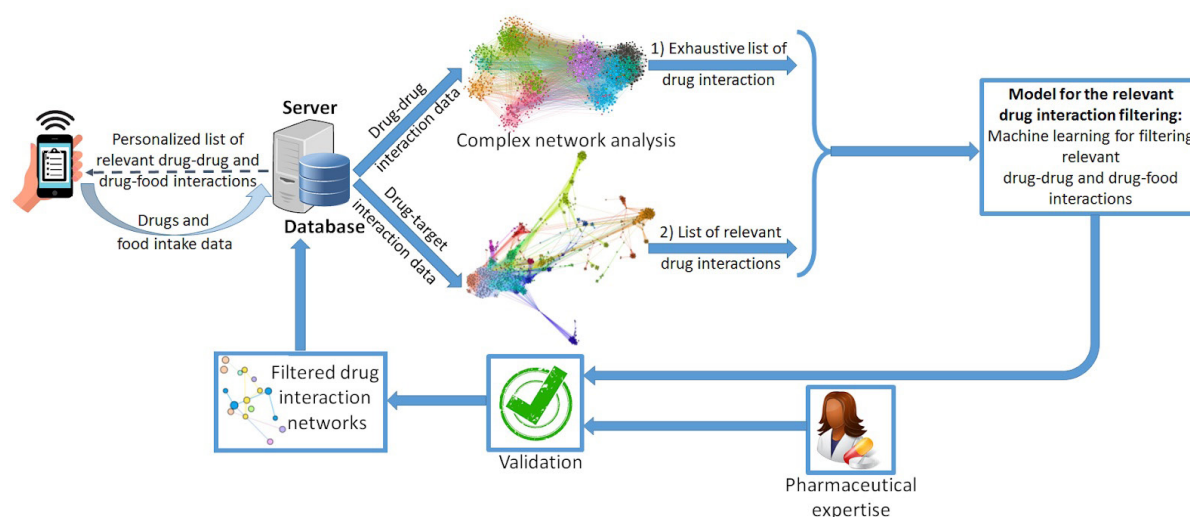 Personalized list of
relevant drug-drug and
drug-food interactions
Drugs and
food intake data
Server
Database
Drug-drug
interaction data
Drug-target
interaction data
Complex network analysis
1) Exhaustive list of
drug interaction
2) List of relevant
drug interactions
Model for the relevant
drug interaction filtering:
Machine learning for filtering
relevant
drug-drug and drug-food
interactions
Filtered drug
interaction
networks
Validation
Pharmaceutical
expertise